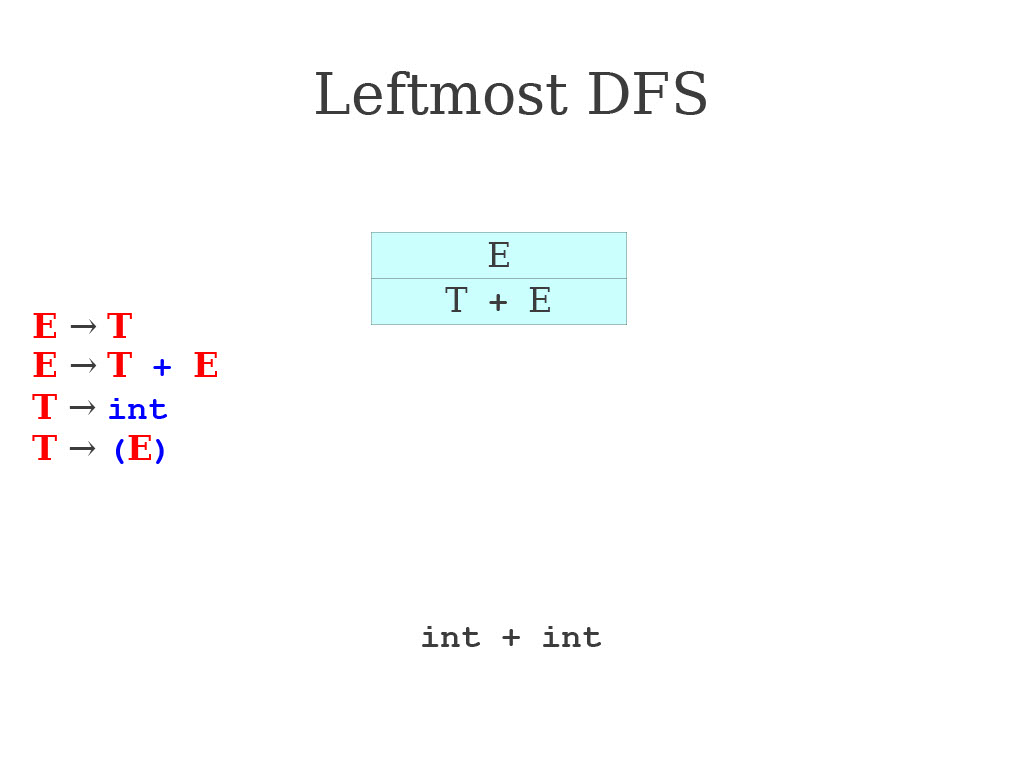 Leftmost DFS
E
T + E
E → T
E → T + E
T → int
T → (E)
int + int